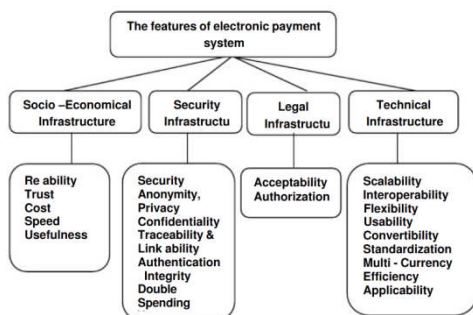 The features of electronic payment
system
Socio –Economical
Infrastructure
Security
Infrastructu
Legal
Infrastructu
Technical
Infrastructure
Re ability
Trust
Cost
Speed
Usefulness
Security
Anonymity,
Privacy
Confidentiality
Traceability &
Link ability
Authentication
Integrity
Double
Spending
Acceptability
Authorization
Scalability
Interoperability
Flexibility
Usability
Convertibility
Standardization
Multi - Currency
Efficiency
Applicability